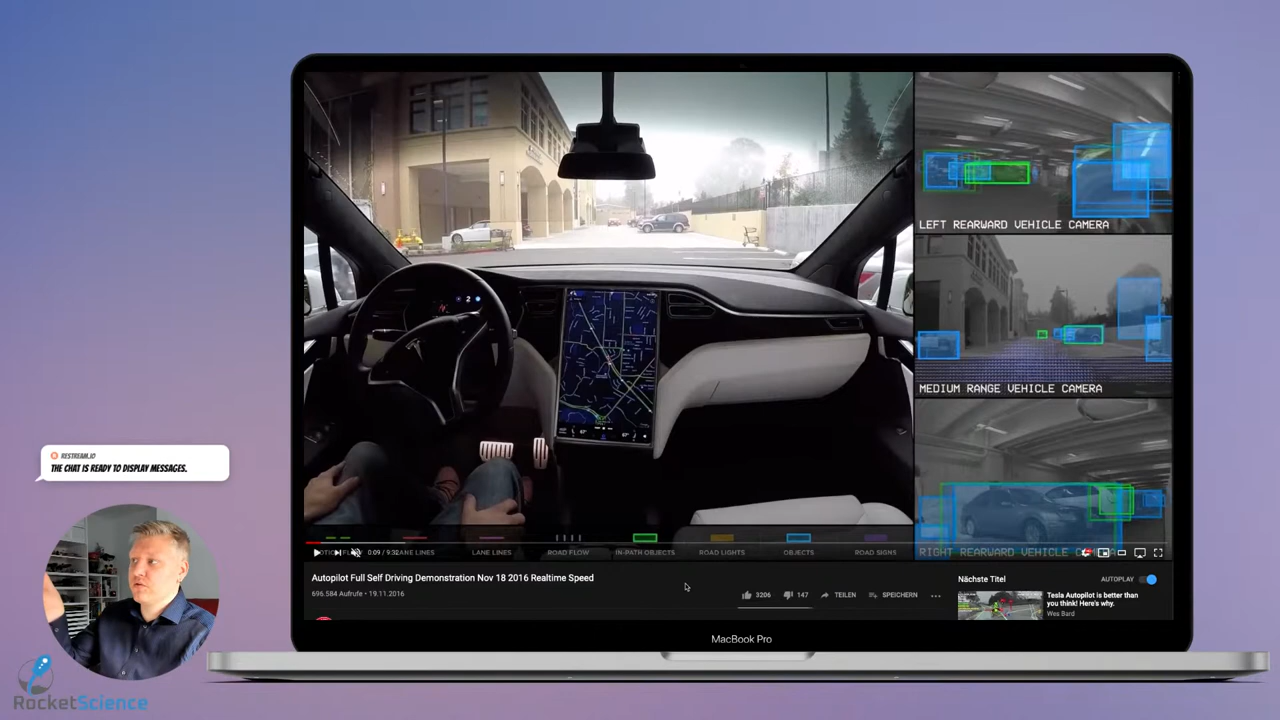 LEFT REARWARD VEHICLE CAMERA
MEDIUM RANGE VEHICLE CAMERA
RIGHT REARWARD VEHICLE CAMERA
2
LANE LINES
LANE LINES
ROAD FLOW
IN-PATH OBJECTS
ROAD LIGHTS
OBJECTS
ROAD SIGNS
0:09 / 9:32
Autopilot Full Self Driving Demonstration Nov 18 2016 Realtime Speed
696.584 Aufrufe • 19.11.2016
3206
147
TEILEN
SPEICHERN
Nächste Titel
AUTOPLAY
Tesla Autopilot is better than
you think! Here's why.
Wes Bard
MacBook Pro
RESTREAM.IO
THE CHAT IS READY TO DISPLAY MESSAGES.
RocketScience